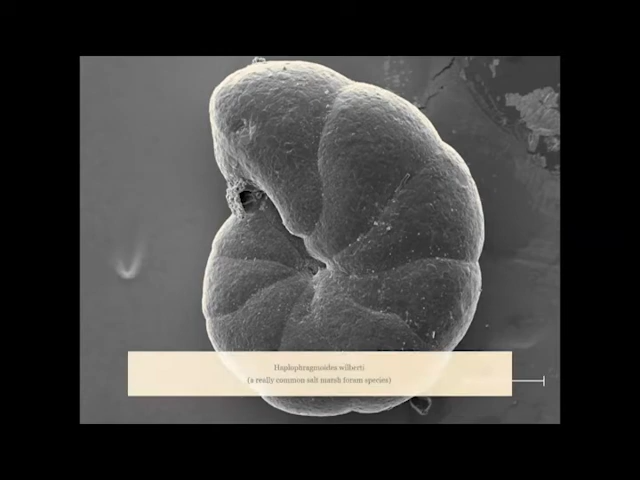 Haplophragmoides wilberti
(a really common salt marsh foram species)